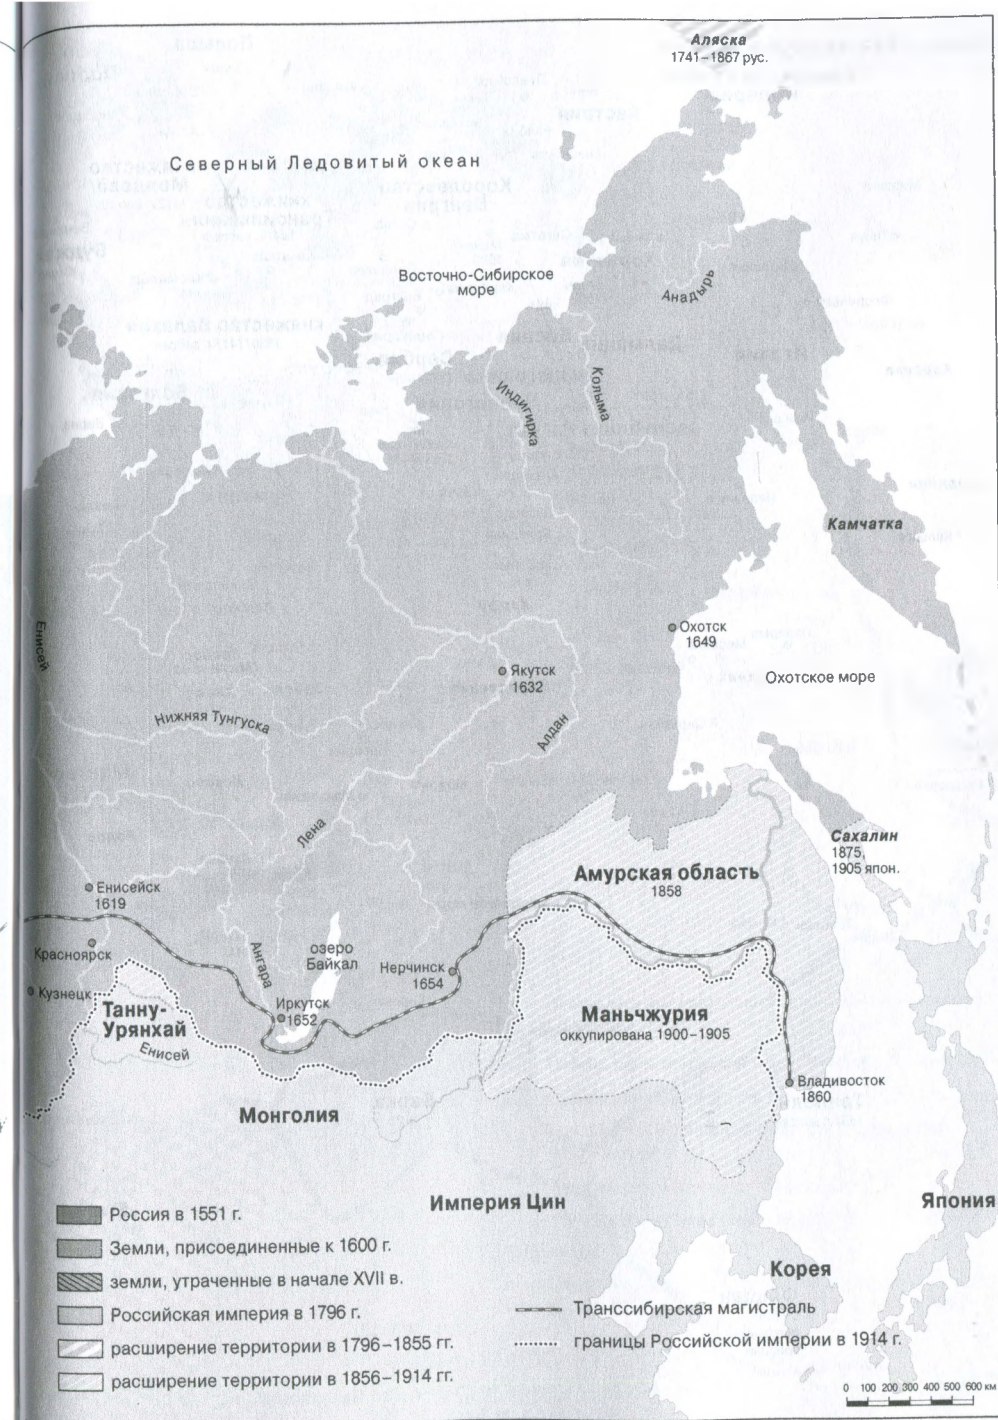 Аляска
1741–1867 рус.
Северный Ледовитый океан
Восточно-Сибирское
море
Анадырь
Индигирка
Колыма
Камчатка
Енисей
Охотск
1649
Якутск
1632
Охотское море
Нижняя Тунгуска
Алдан
Лена
Сахалин
1875,
1905 япон.
Амурская область
1858
Енисейск
1619
Красноярск
Ангара
озеро
Байкал
Нерчинск
1654
Кузнецк
Танну-
Урянхай
Иркутск
1652
Енисей
Маньчжурия
оккупирована 1900–1905
Владивосток
1860
Монголия
Империя Цин
Япония
Корея
Россия в 1551 г.
Земли, присоединенные к 1600 г.
земли, утраченные в начале XVII в.
Российская империя в 1796 г.
расширение территории в 1796–1855 гг.
расширение территории в 1856–1914 гг.
Транссибирская магистраль
границы Российской империи в 1914 г.
0 100 200 300 400 500 600 км